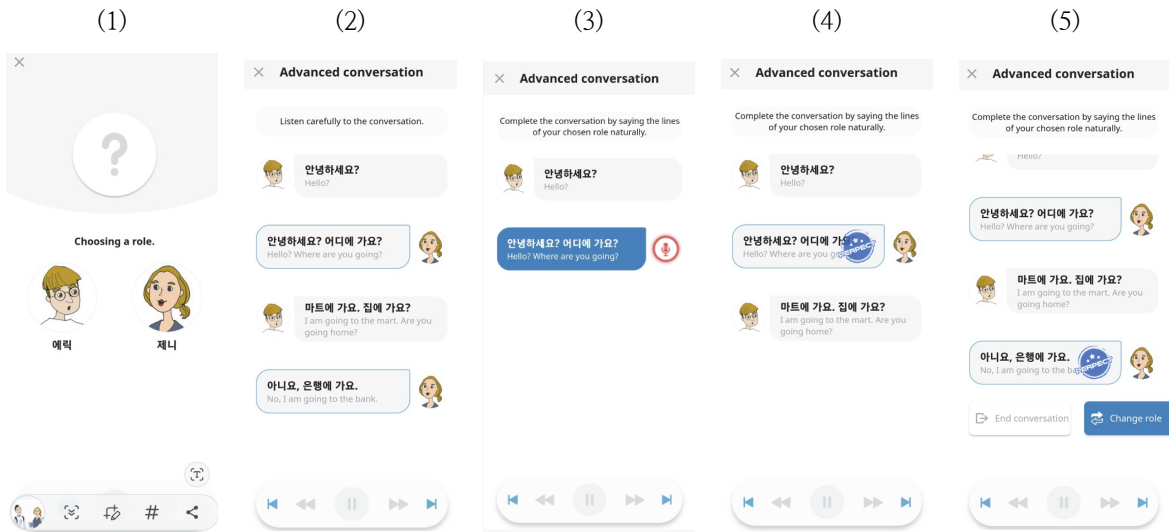 (1)
Choosing a role.
에릭
제니
(2)
Advanced conversation
Listen carefully to the conversation.
안녕하세요?
Hello?
안녕하세요? 어디에 가요?
Hello? Where are you going?
마트에 가요. 집에 가요?
I am going to the mart. Are you
going home?
아니요, 은행에 가요.
No, I am going to the bank.
(3)
Advanced conversation
Complete the conversation by saying the lines
of your chosen role naturally.
안녕하세요?
Hello?
안녕하세요? 어디에 가요?
Hello? Where are you going?
(4)
Advanced conversation
Complete the conversation by saying the lines
of your chosen role naturally.
안녕하세요?
Hello?
안녕하세요? 어디에 가
Hello? Where are you go
PERFECT
마트에 가요. 집에 가요?
I am going to the mart. Are you
going home?
(5)
Advanced conversation
Complete the conversation by saying the lines
of your chosen role naturally.
Hello?
안녕하세요? 어디에 가요?
Hello? Where are you going?
마트에 가요. 집에 가요?
I am going to the mart. Are you
going home?
아니요, 은행에 가요.
No, I am going to the ba
PERFECT
End conversation
Change role